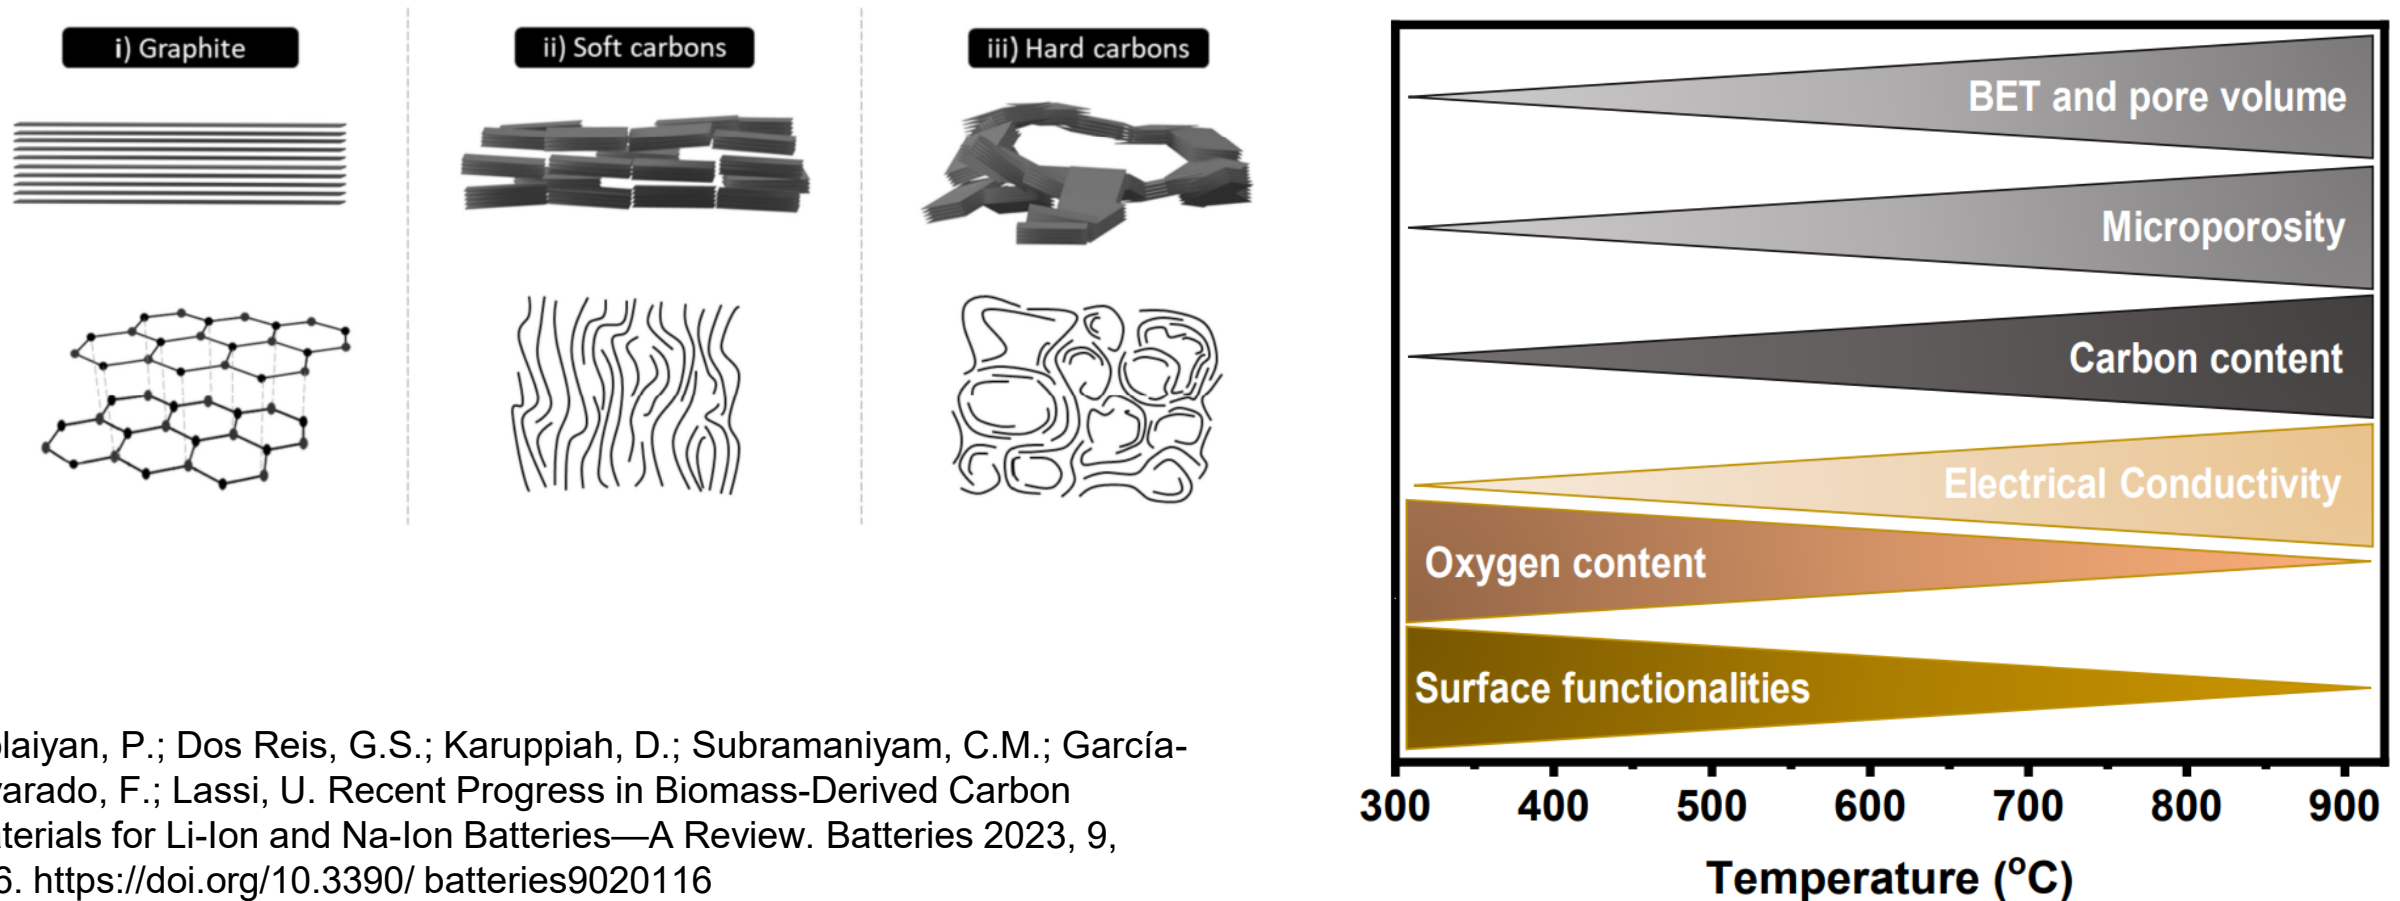 i) Graphite
ii) Soft carbons
iii) Hard carbons
laiyan, P.; Dos Reis, G.S.; Karuppiah, D.; Subramaniyam, C.M.; García-
arado, F.; Lassi, U. Recent Progress in Biomass-Derived Carbon
terials for Li-Ion and Na-Ion Batteries—A Review. Batteries 2023, 9,
6. https://doi.org/10.3390/ batteries9020116
BET and pore volume
Microporosity
Carbon content
Electrical Conductivity
Oxygen content
Surface functionalities
300 400 500 600 700 800 900
Temperature (°C)